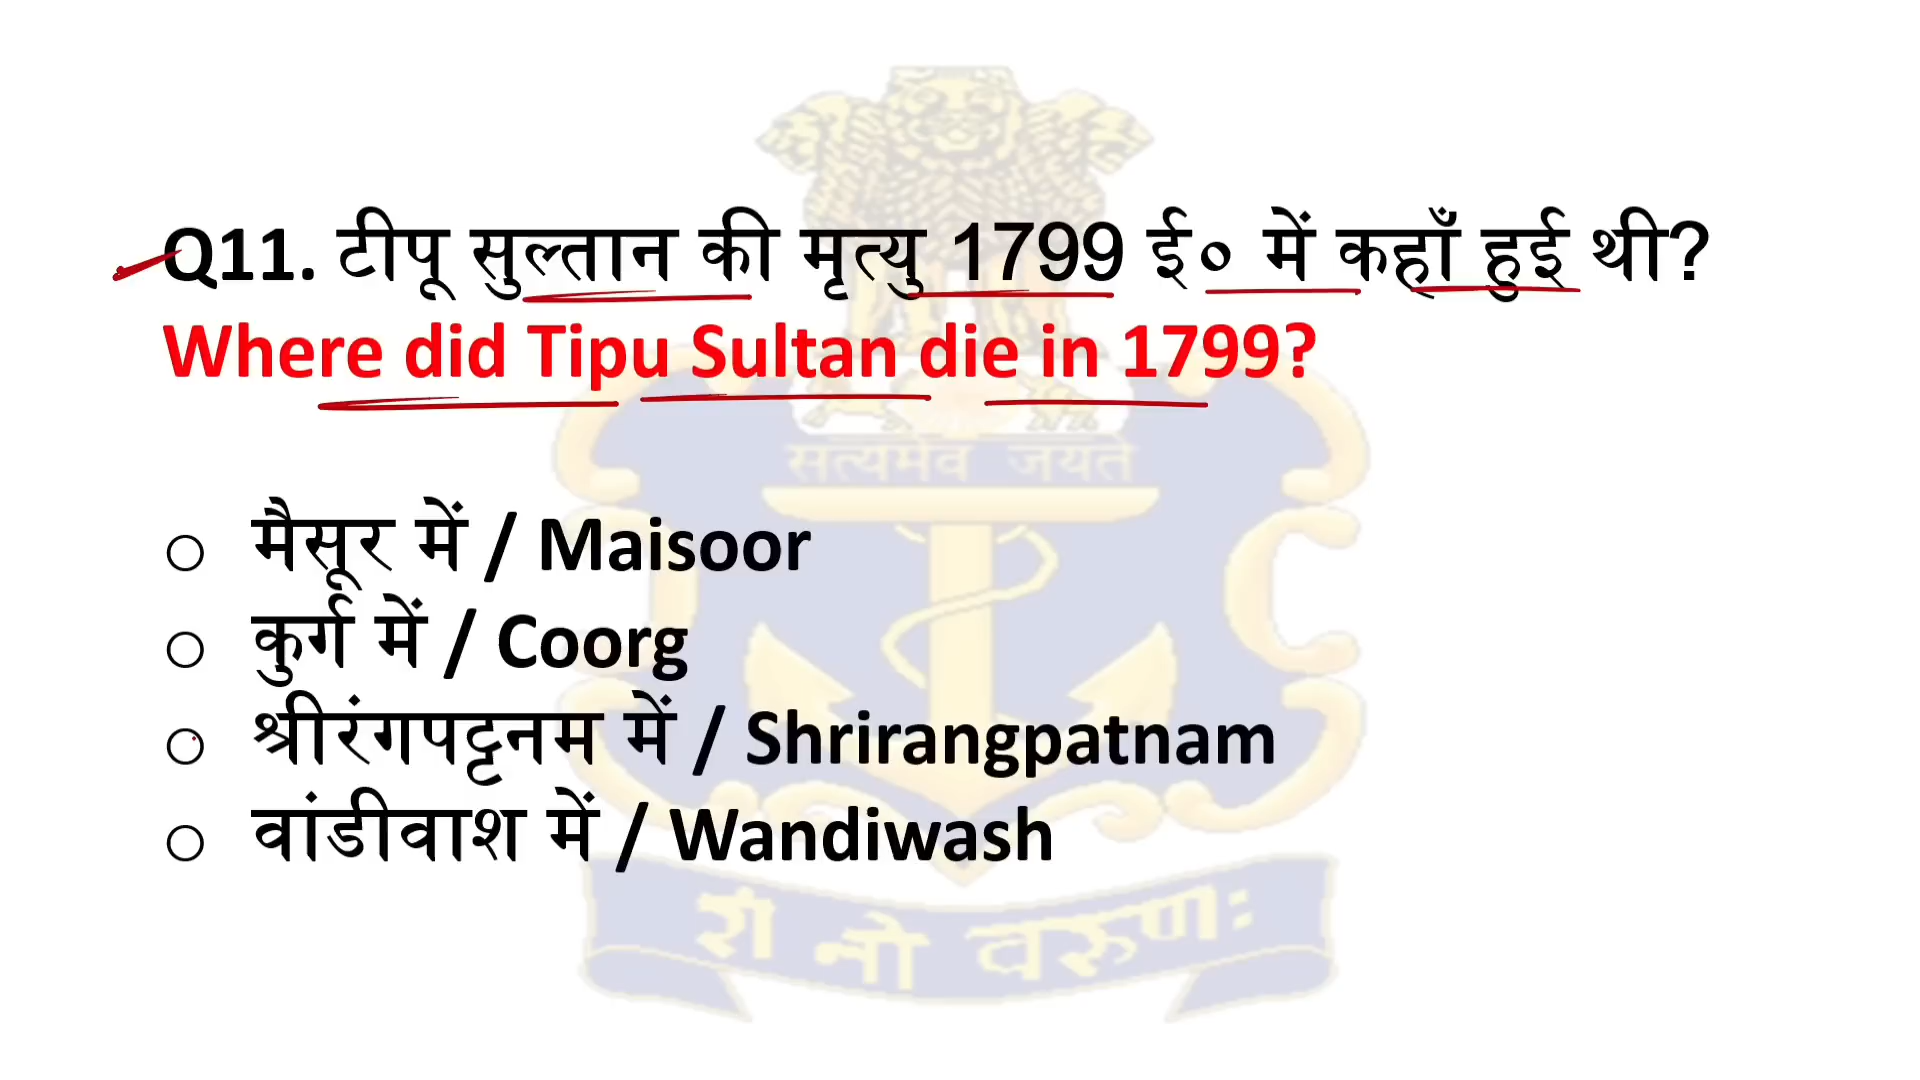 Q11. टीपू सुल्तान की मृत्यु 1799 ई० में कहाँ हुई थी?
Where did Tipu Sultan die in 1799?
सत्यमेव जयते
○ मैसूर में / Maisoor
○ कुर्ग में / Coorg
○ श्रीरंगपट्टनम में / Shrirangpatnam
○ वांडीवाश में / Wandiwash
शं नो वरुणः